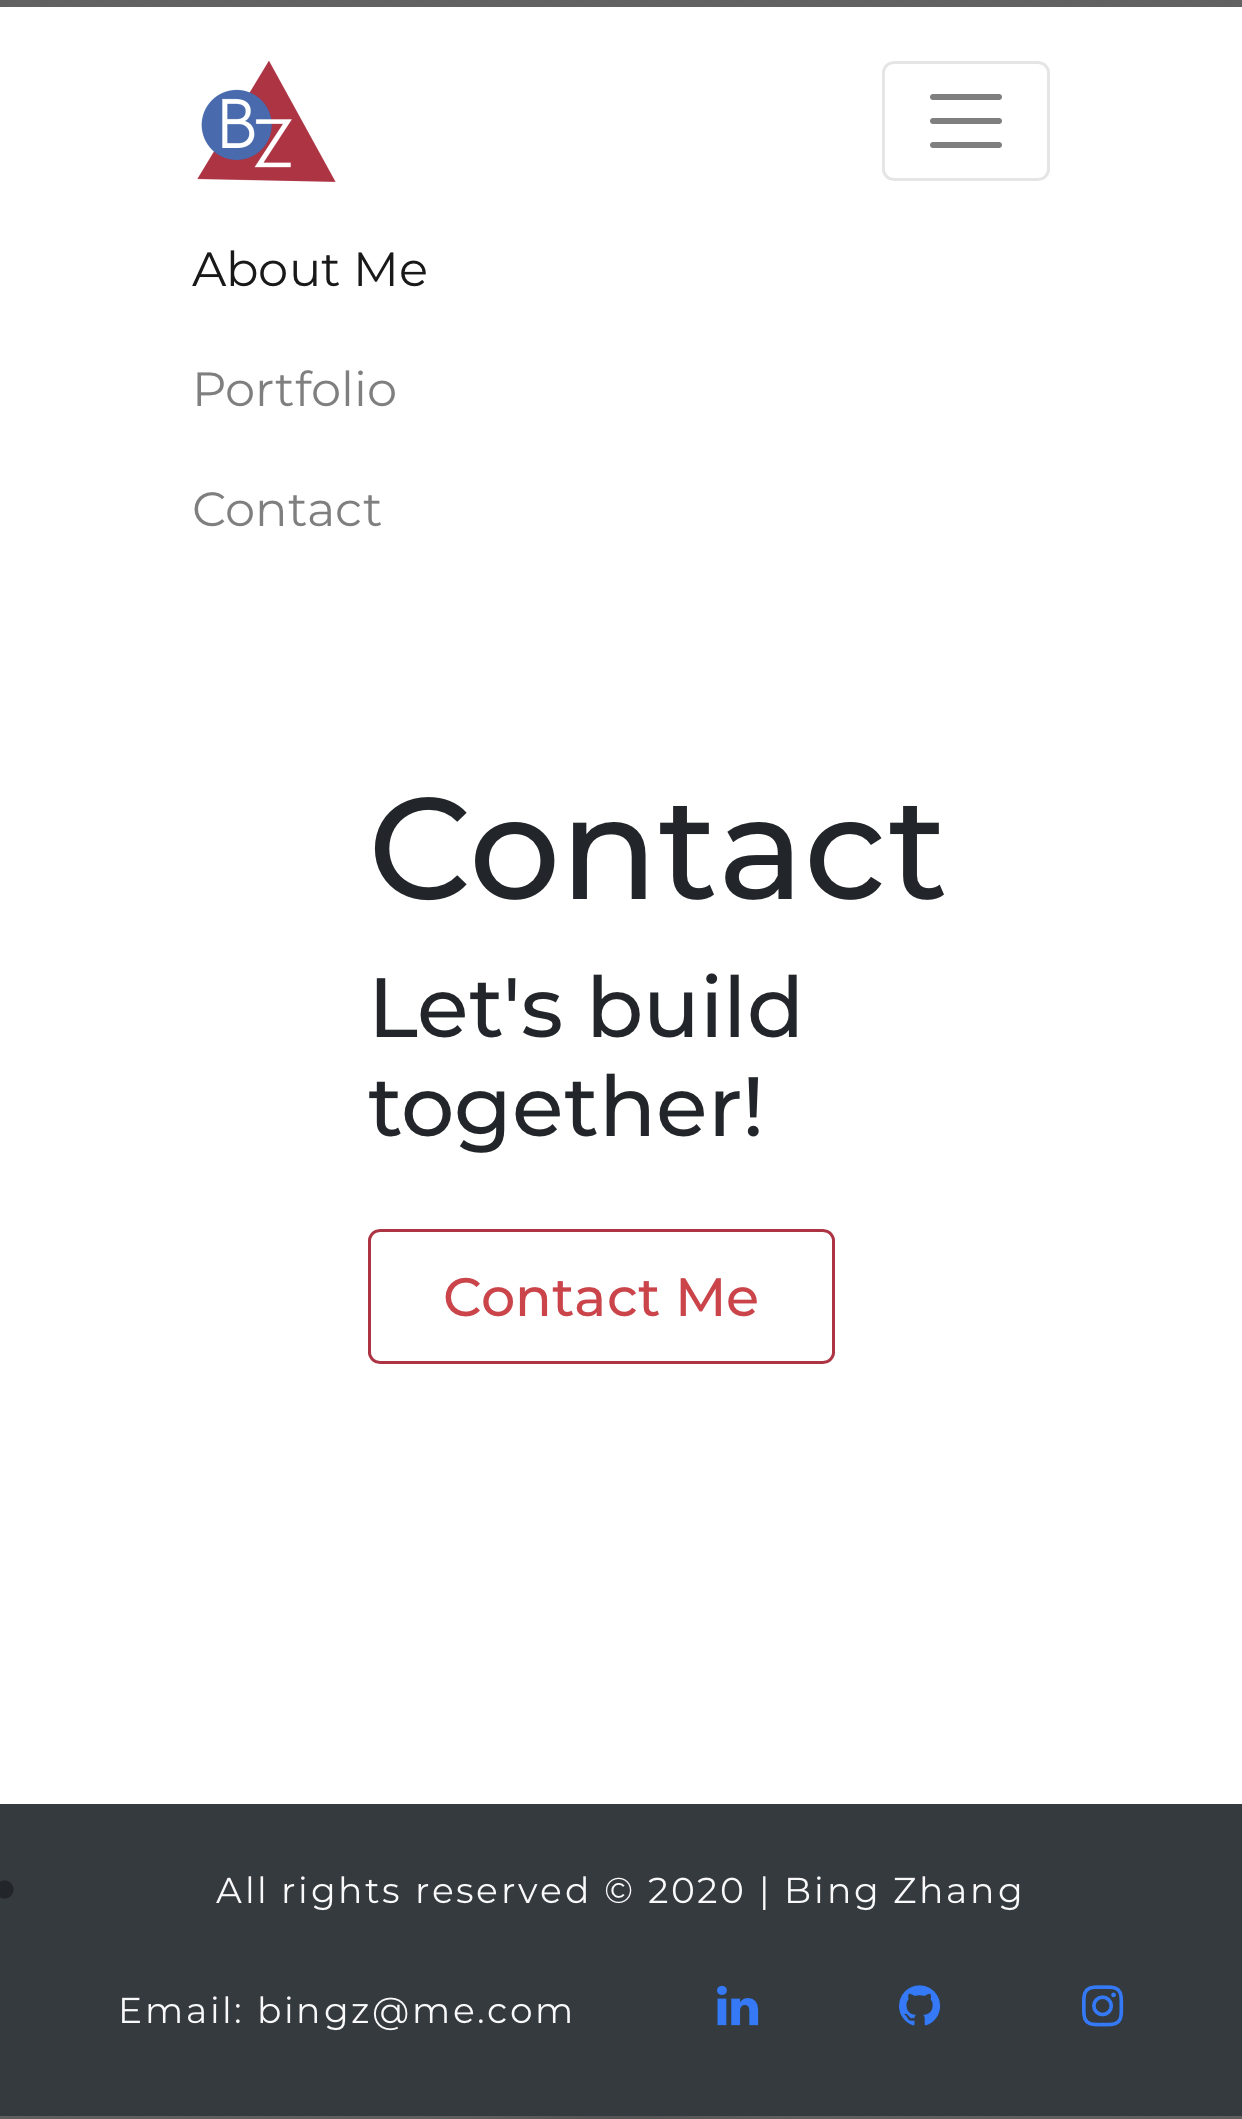 BZ
About Me
Portfolio
Contact
Contact
Let's build
together!
Contact Me
All rights reserved © 2020 | Bing Zhang
Email: bingz@me.com
in